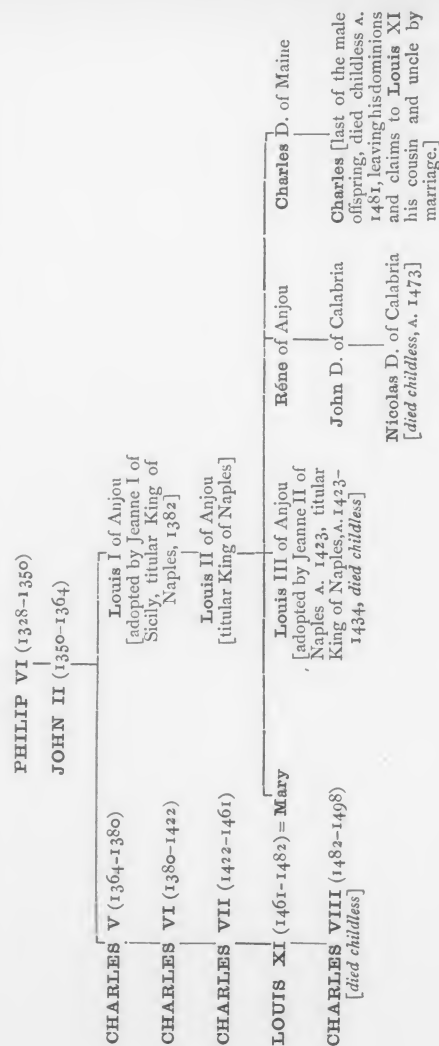 PHILIP VI (1328–1350)
JOHN II (1350–1364)
CHARLES V (1364–1380)
Louis I of Anjou
[adopted by Jeanne I of
Sicily, titular King of
Naples, 1382]
CHARLES VI (1380–1422)
Louis II of Anjou
[titular King of Naples]
CHARLES VII (1422–1461)
LOUIS XI (1461–1482) = Mary
Louis III of Anjou
[adopted by Jeanne II of
Naples A. 1423, titular
King of Naples, A. 1423–
1434, died childless]
Réne of Anjou
Charles D. of Maine
CHARLES VIII (1482–1498)
[died childless]
John D. of Calabria
Nicolas D. of Calabria
[died childless, A. 1473]
Charles [last of the male
offspring, died childless A.
1481, leaving his dominions
and claims to Louis XI
his cousin and uncle by
marriage.]